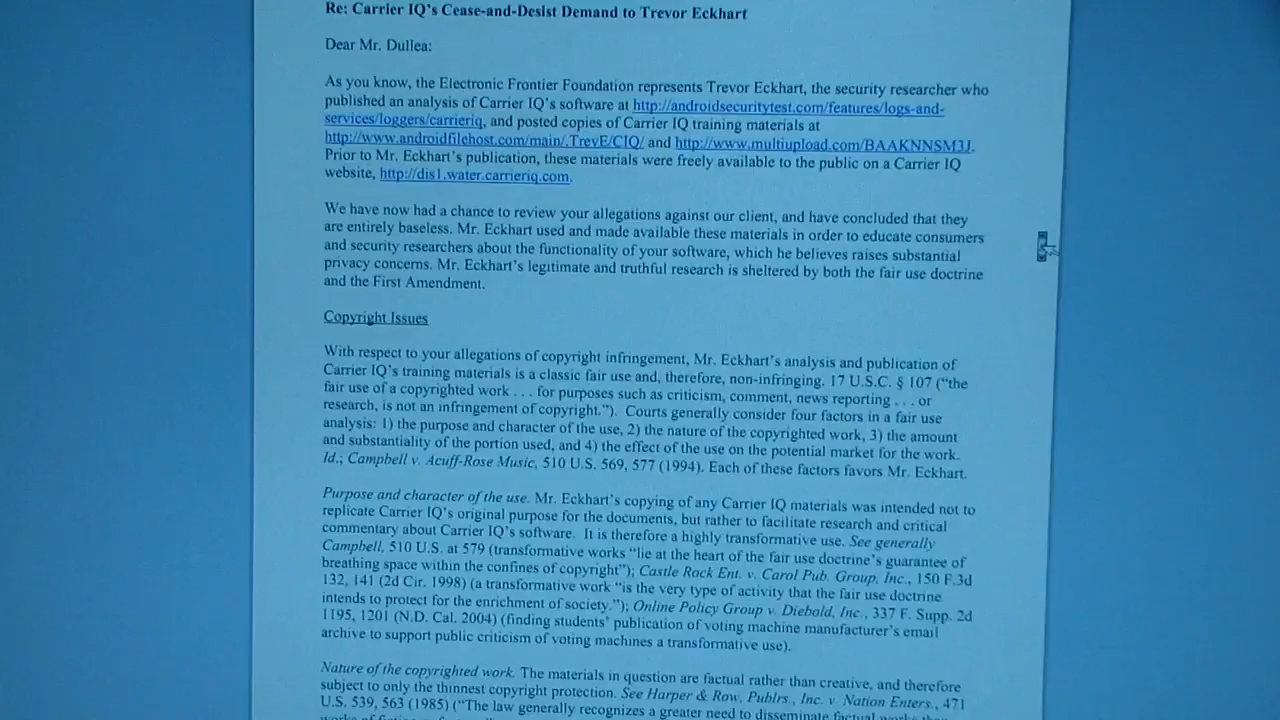 Re: Carrier IQ's Cease-and-Desist Demand to Trevor Eckhart
Dear Mr. Dullea:
As you know, the Electronic Frontier Foundation represents Trevor Eckhart, the security researcher who
published an analysis of Carrier IQ's software at http://androidsecuritytest.com/features/logs-and-
services/loggers/carrieriq, and posted copies of Carrier IQ training materials at
http://www.androidfilehost.com/main/.TrevE/CIQ/ and http://www.multiupload.com/BAAKNNSM3J.
Prior to Mr. Eckhart's publication, these materials were freely available to the public on a Carrier IQ
website, http://dis1.water.carrieriq.com.
We have now had a chance to review your allegations against our client, and have concluded that they
are entirely baseless. Mr. Eckhart used and made available these materials in order to educate consumers
and security researchers about the functionality of your software, which he believes raises substantial
privacy concerns. Mr. Eckhart's legitimate and truthful research is sheltered by both the fair use doctrine
and the First Amendment.
Copyright Issues
With respect to your allegations of copyright infringement, Mr. Eckhart's analysis and publication of
Carrier IQ's training materials is a classic fair use and, therefore, non-infringing. 17 U.S.C. § 107 ("the
fair use of a copyrighted work . . . for purposes such as criticism, comment, news reporting . . . or
research, is not an infringement of copyright."). Courts generally consider four factors in a fair use
analysis: 1) the purpose and character of the use, 2) the nature of the copyrighted work, 3) the amount
and substantiality of the portion used, and 4) the effect of the use on the potential market for the work.
Id.; Campbell v. Acuff-Rose Music, 510 U.S. 569, 577 (1994). Each of these factors favors Mr. Eckhart.
Purpose and character of the use. Mr. Eckhart's copying of any Carrier IQ materials was intended not to
replicate Carrier IQ's original purpose for the documents, but rather to facilitate research and critical
commentary about Carrier IQ's software. It is therefore a highly transformative use. See generally
Campbell, 510 U.S. at 579 (transformative works "lie at the heart of the fair use doctrine's guarantee of
breathing space within the confines of copyright"); Castle Rock Ent. v. Carol Pub. Group, Inc., 150 F.3d
132, 141 (2d Cir. 1998) (a transformative work "is the very type of activity that the fair use doctrine
intends to protect for the enrichment of society."); Online Policy Group v. Diebold, Inc., 337 F. Supp. 2d
1195, 1201 (N.D. Cal. 2004) (finding students' publication of voting machine manufacturer's email
archive to support public criticism of voting machines a transformative use).
Nature of the copyrighted work. The materials in question are factual rather than creative, and therefore
subject to only the thinnest copyright protection. See Harper & Row, Publrs., Inc. v. Nation Enters., 471
U.S. 539, 563 (1985) ("The law generally recognizes a greater need to disseminate factual works than